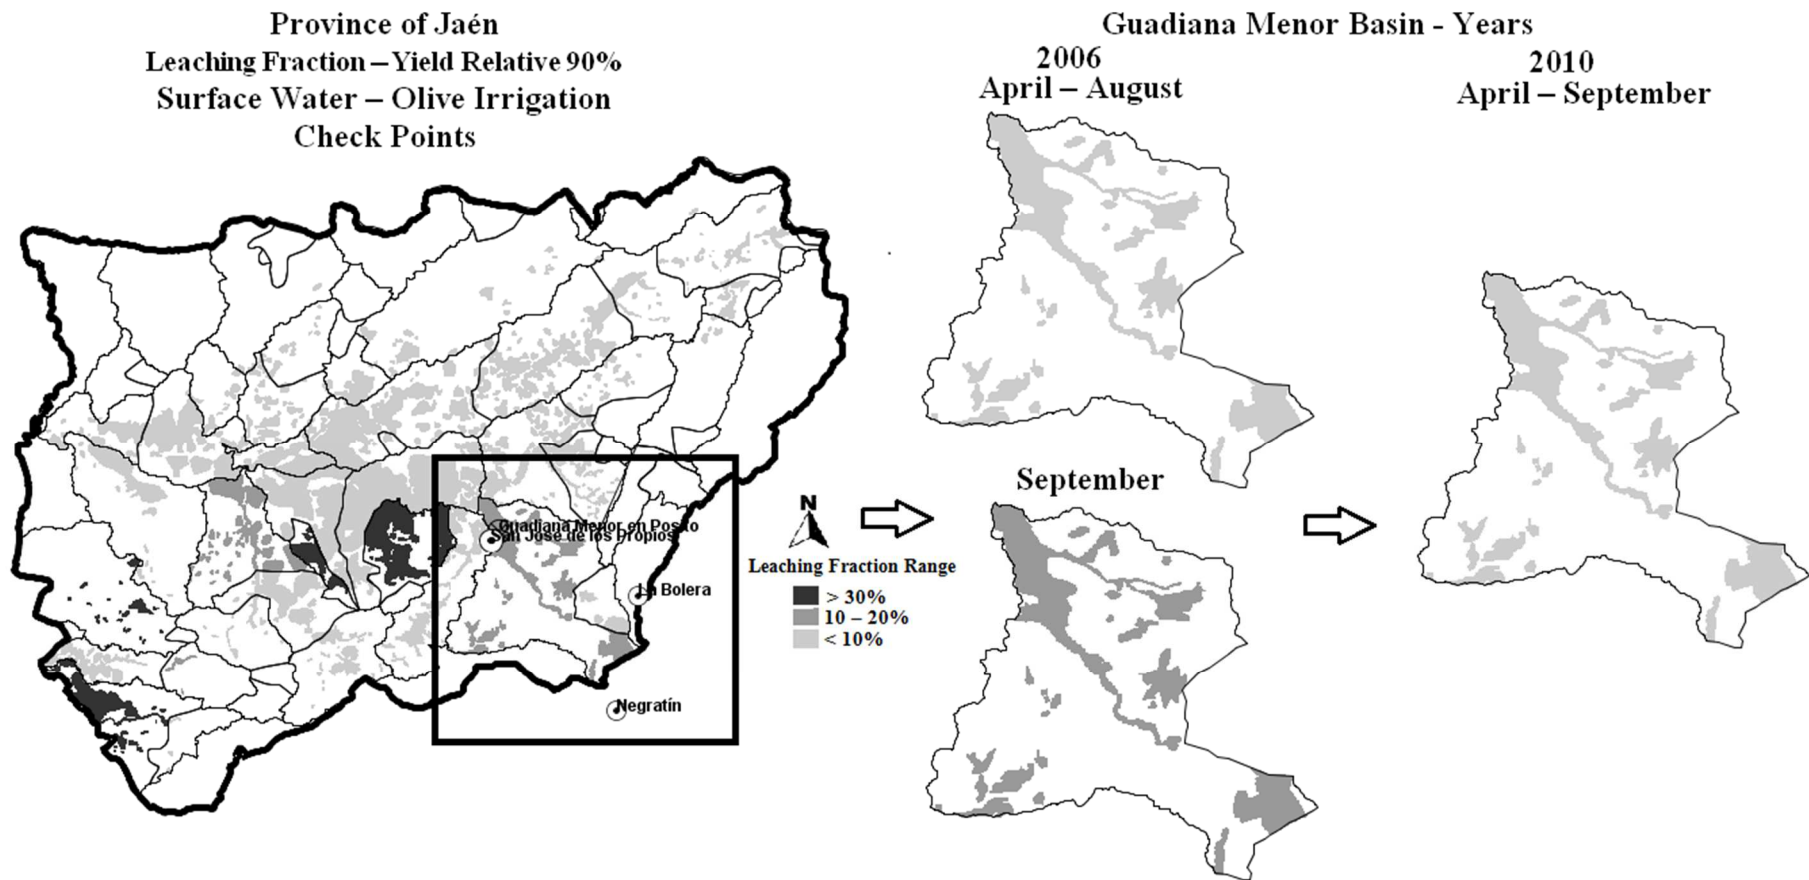 Province of Jaén
Leaching Fraction – Yield Relative 90%
Surface Water – Olive Irrigation
Check Points
Guadiana Menor Basin - Years
2006
April – August
2010
April – September
September
Guadiana Menor en Posito
San José de los Propios
La Bolera
Negratín
N
Leaching Fraction Range
> 30%
10 – 20%
< 10%